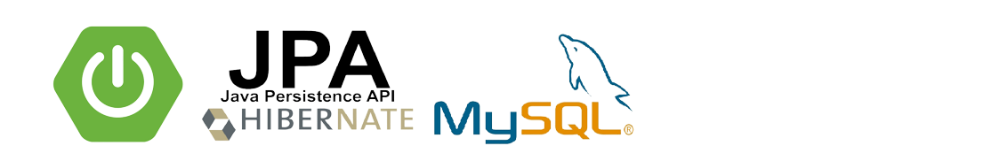 JPA
Java Persistence API
HIBERNATE
MySQL®